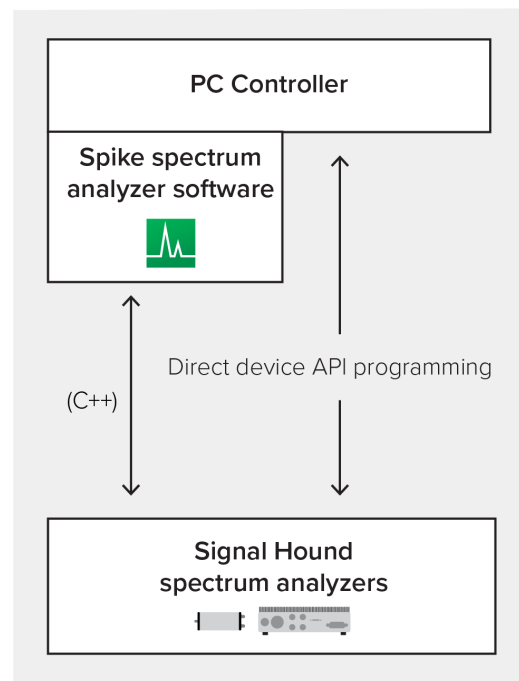 PC Controller
Spike spectrum
analyzer software
Direct device API programming
(C++)
Signal Hound
spectrum analyzers